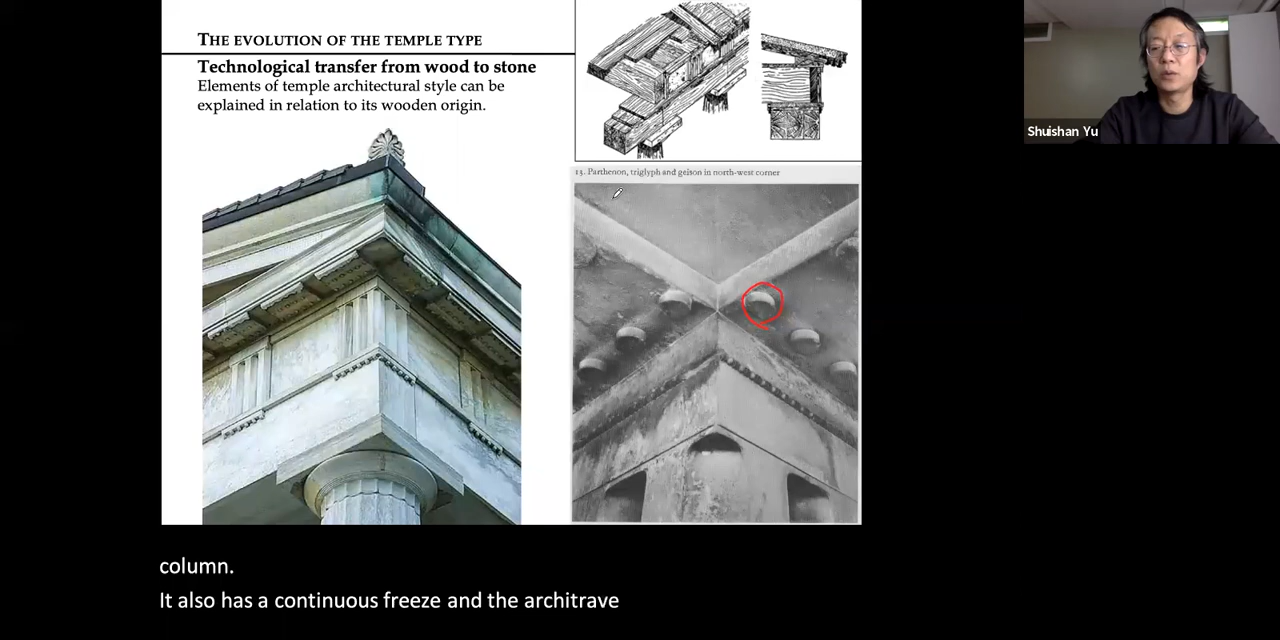 THE EVOLUTION OF THE TEMPLE TYPE
Technological transfer from wood to stone
Elements of temple architectural style can be
explained in relation to its wooden origin.
13. Parthenon, triglyph and geison in north-west corner
Shuishan Yu
column.
It also has a continuous freeze and the architrave